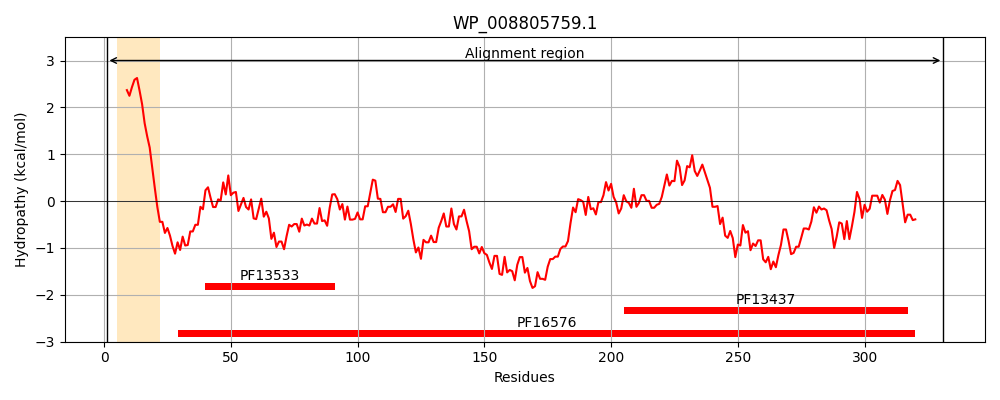 WP_008805759.1
Alignment region
Hydropathy (kcal/mol)
3
2
1
0
−1
−2
−3
PF13533
PF13437
PF16576
0
50
100
150
200
250
300
Residues